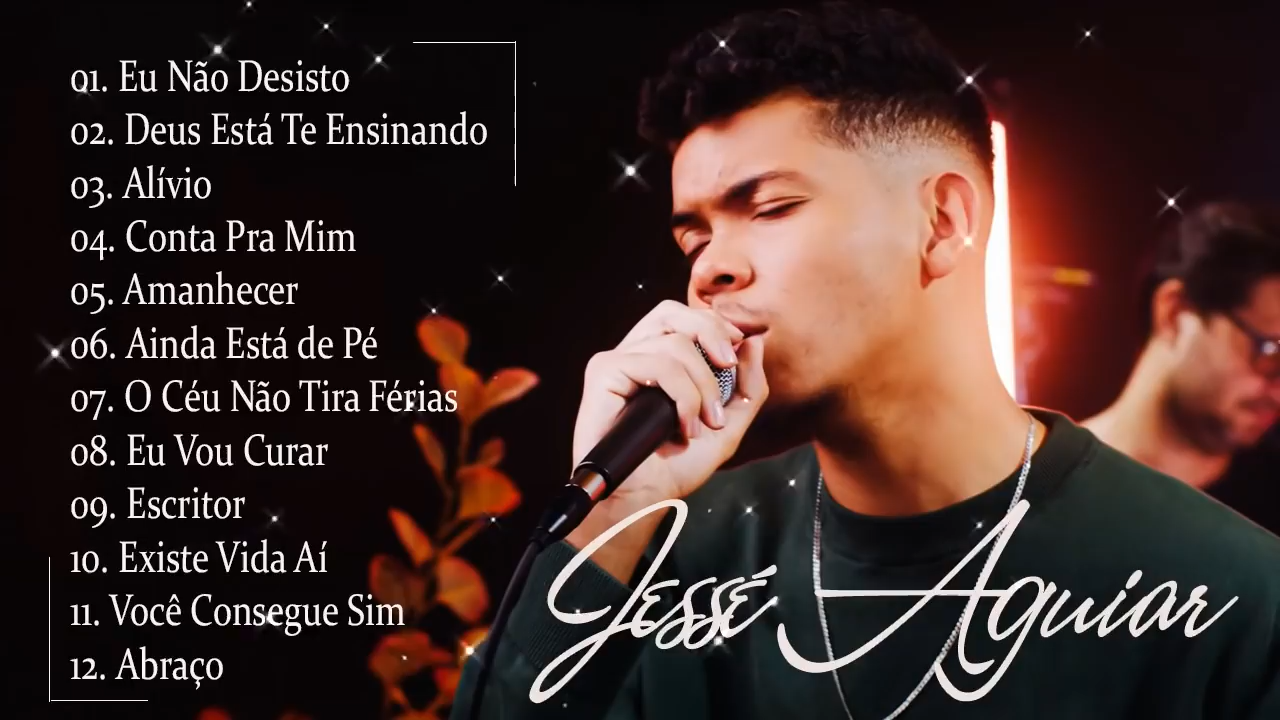 01. Eu Não Desisto
02. Deus Está Te Ensinando
03. Alívio
04. Conta Pra Mim
05. Amanhecer
06. Ainda Está de Pé
07. O Céu Não Tira Férias
08. Eu Vou Curar
09. Escritor
10. Existe Vida Aí
11. Você Consegue Sim
12. Abraço
Jessé Aguiar